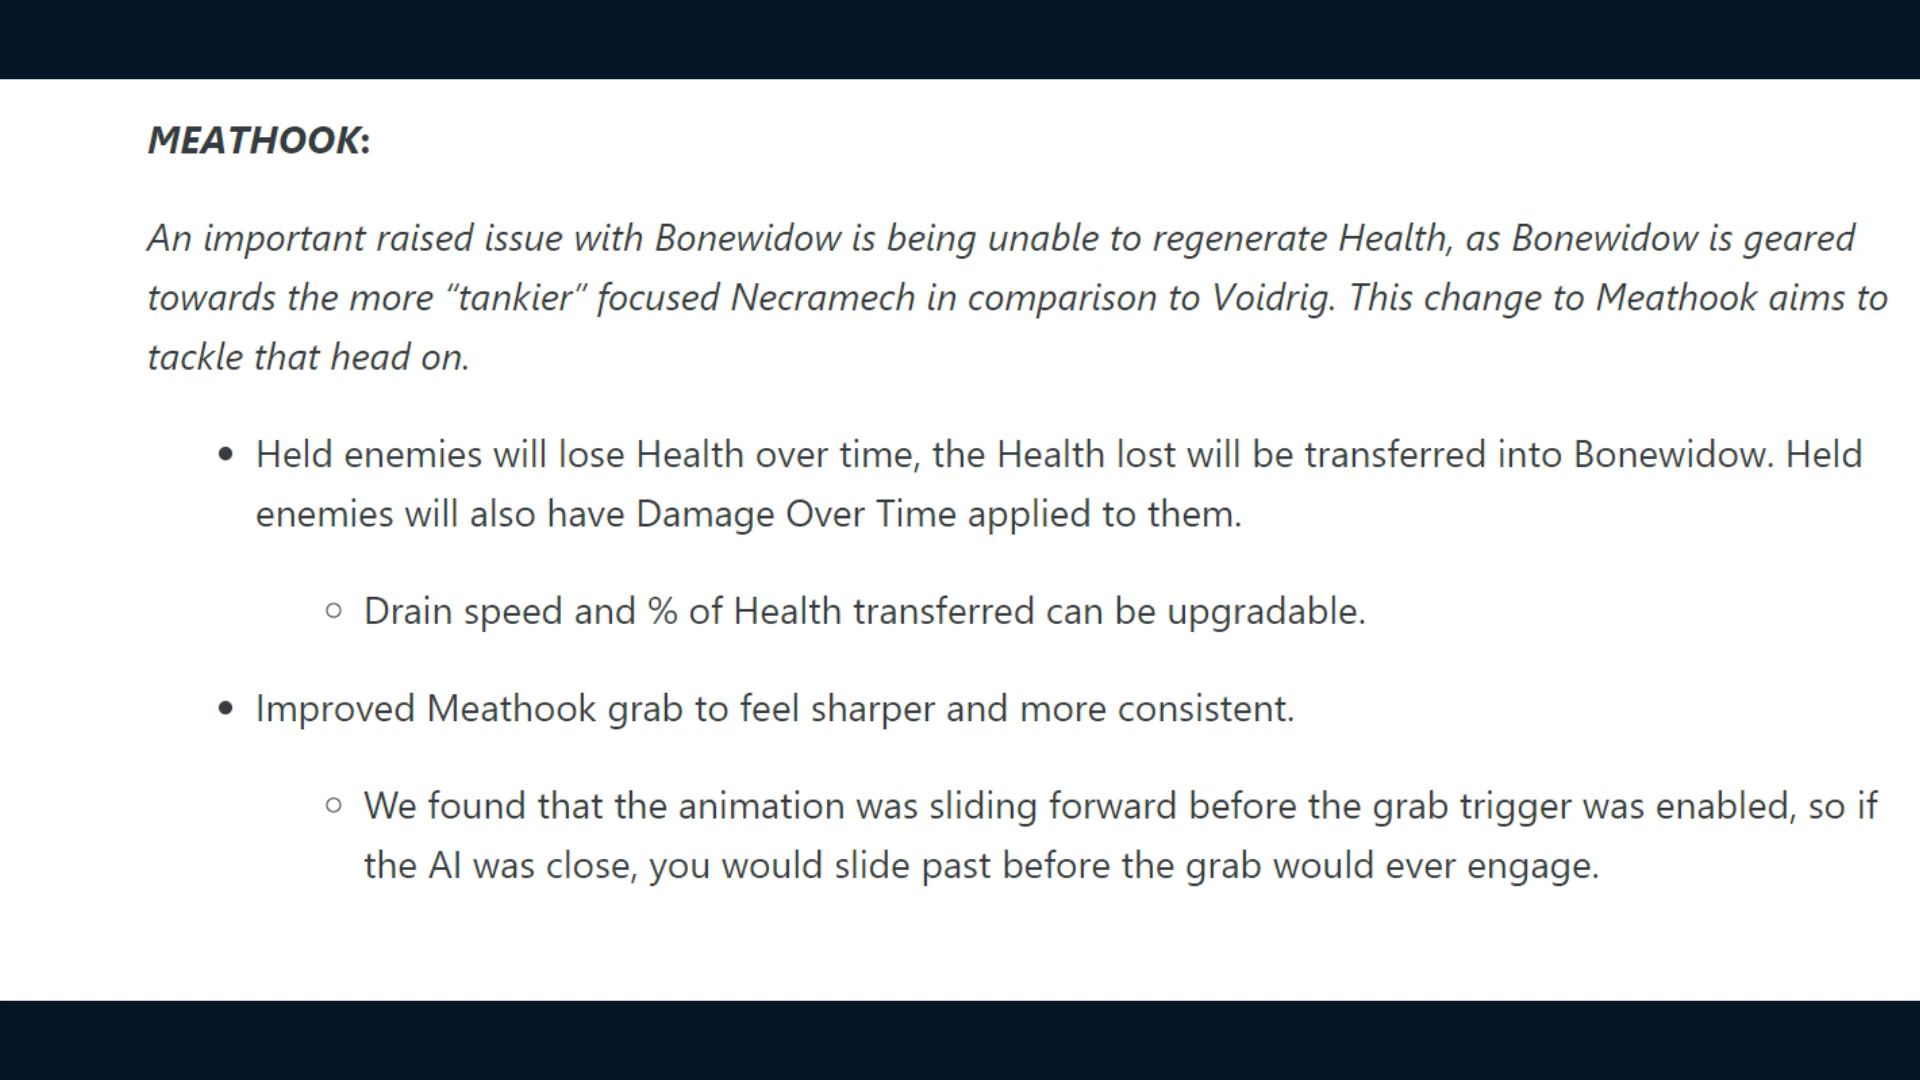 MEATHOOK:
An important raised issue with Bonewidow is being unable to regenerate Health, as Bonewidow is geared
towards the more “tankier” focused Necramech in comparison to Voidrig. This change to Meathook aims to
tackle that head on.
• Held enemies will lose Health over time, the Health lost will be transferred into Bonewidow. Held
enemies will also have Damage Over Time applied to them.
○ Drain speed and % of Health transferred can be upgradable.
• Improved Meathook grab to feel sharper and more consistent.
○ We found that the animation was sliding forward before the grab trigger was enabled, so if
the AI was close, you would slide past before the grab would ever engage.